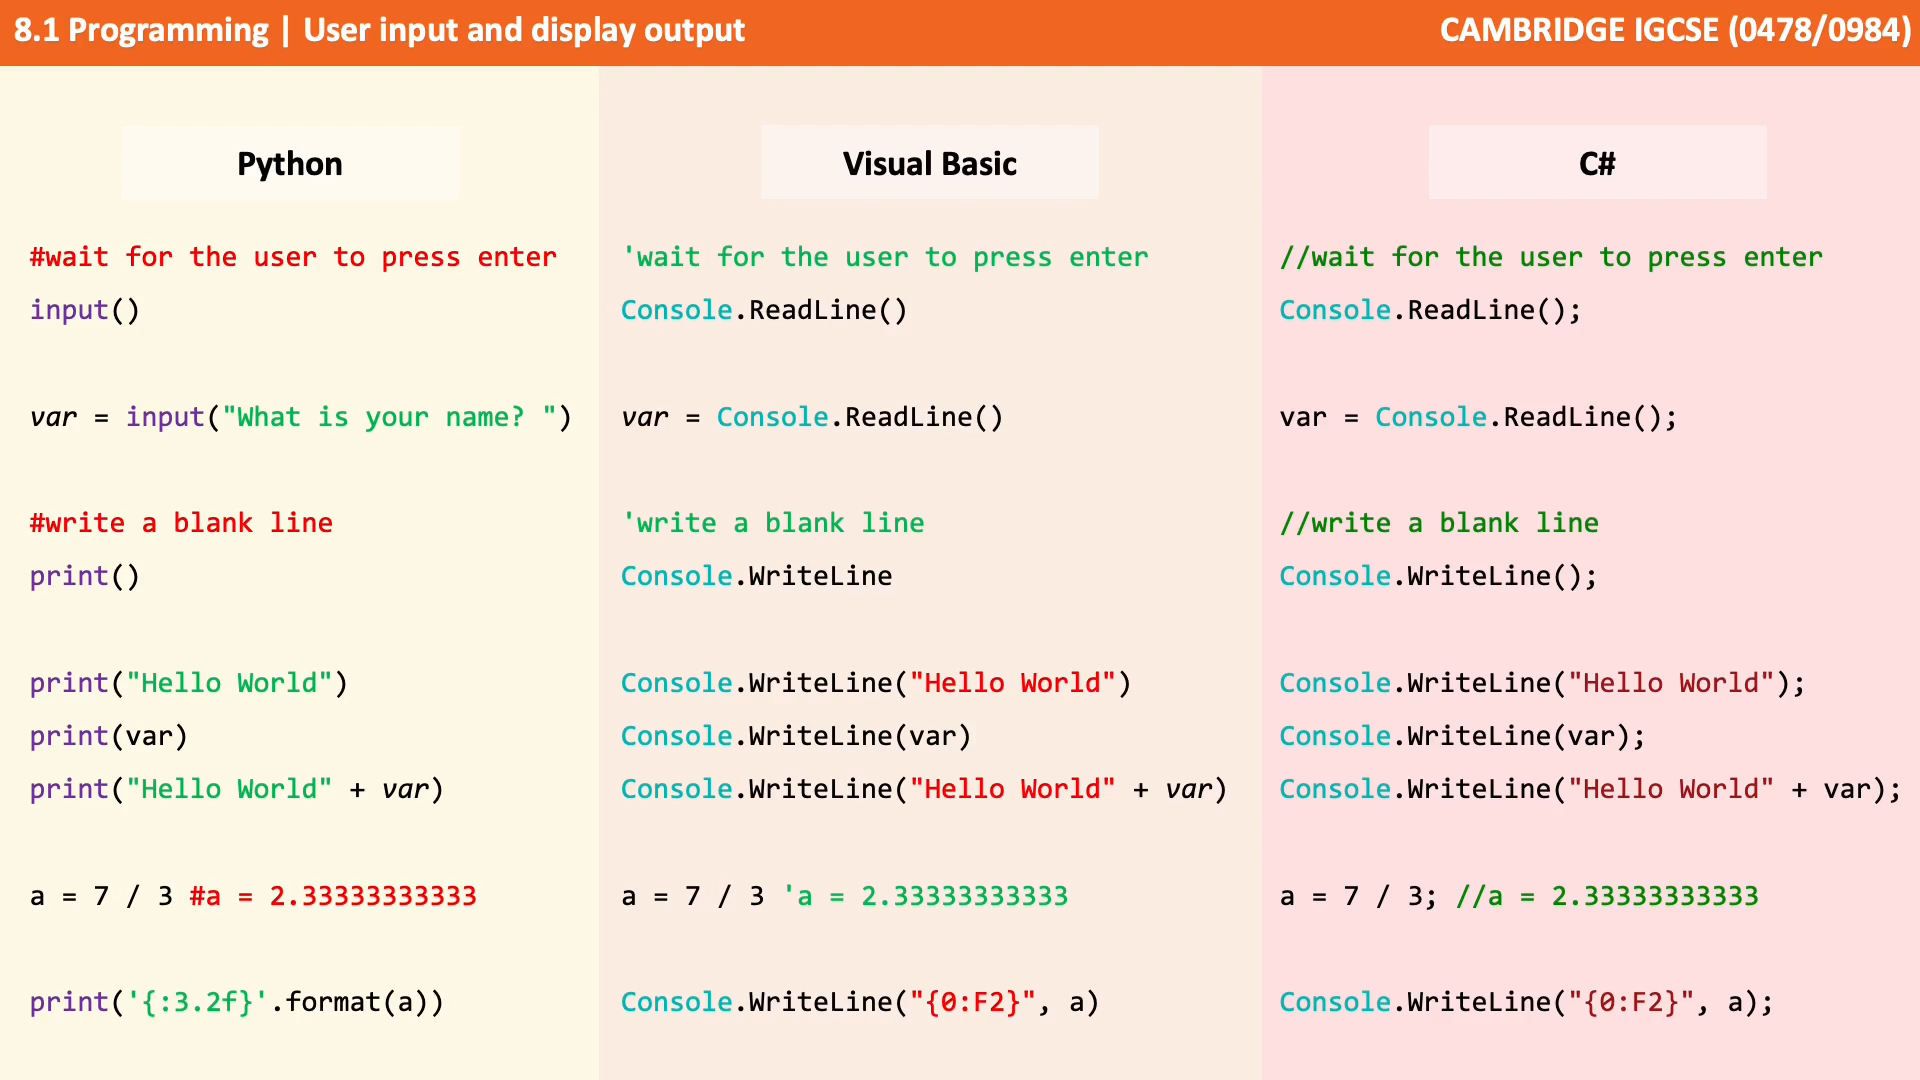 8.1 Programming | User input and display output
CAMBRIDGE IGCSE (0478/0984)
Python
#wait for the user to press enter
input()
var = input("What is your name? ")
#write a blank line
print()
print("Hello World")
print(var)
print("Hello World" + var)
a = 7 / 3 #a = 2.33333333333
print('{:3.2f}'.format(a))
Visual Basic
'wait for the user to press enter
Console.ReadLine()
var = Console.ReadLine()
'write a blank line
Console.WriteLine
Console.WriteLine("Hello World")
Console.WriteLine(var)
Console.WriteLine("Hello World" + var)
a = 7 / 3 'a = 2.33333333333
Console.WriteLine("{0:F2}", a)
C#
//wait for the user to press enter
Console.ReadLine();
var = Console.ReadLine();
//write a blank line
Console.WriteLine();
Console.WriteLine("Hello World");
Console.WriteLine(var);
Console.WriteLine("Hello World" + var);
a = 7 / 3; //a = 2.33333333333
Console.WriteLine("{0:F2}", a);